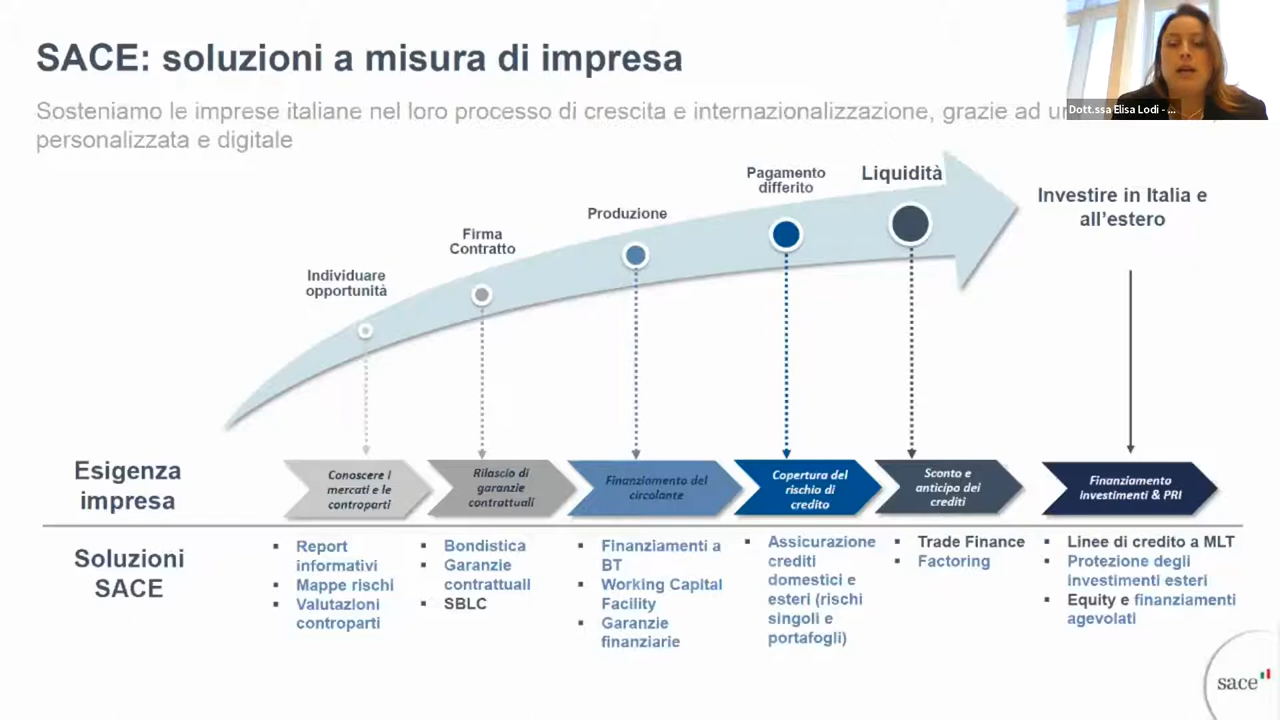 SACE: soluzioni a misura di impresa
Sosteniamo le imprese italiane nel loro processo di crescita e internazionalizzazione, grazie ad
personalizzata e digitale
Dott.ssa Elisa Lodi - ...
Individuare
opportunità
Firma
Contratto
Produzione
Pagamento
differito
Liquidità
Investire in Italia e
all'estero
Esigenza
impresa
Conoscere i
mercati e le
controparti
Rilascio di
garanzie
contrattuali
Finanziamento del
circolante
Copertura del
rischio di
credito
Sconto e
anticipo dei
crediti
Finanziamento
investimenti & PRI
Soluzioni
SACE
▪ Report
informativi
▪ Mappe rischi
▪ Valutazioni
controparti
▪ Bondistica
▪ Garanzie
contrattuali
▪ SBLC
▪ Finanziamenti a
BT
▪ Working Capital
Facility
▪ Garanzie
finanziarie
▪ Assicurazione
crediti
domestici e
esteri (rischi
singoli e
portafogli)
▪ Trade Finance
▪ Factoring
▪ Linee di credito a MLT
▪ Protezione degli
investimenti esteri
▪ Equity e finanziamenti
agevolati
sace